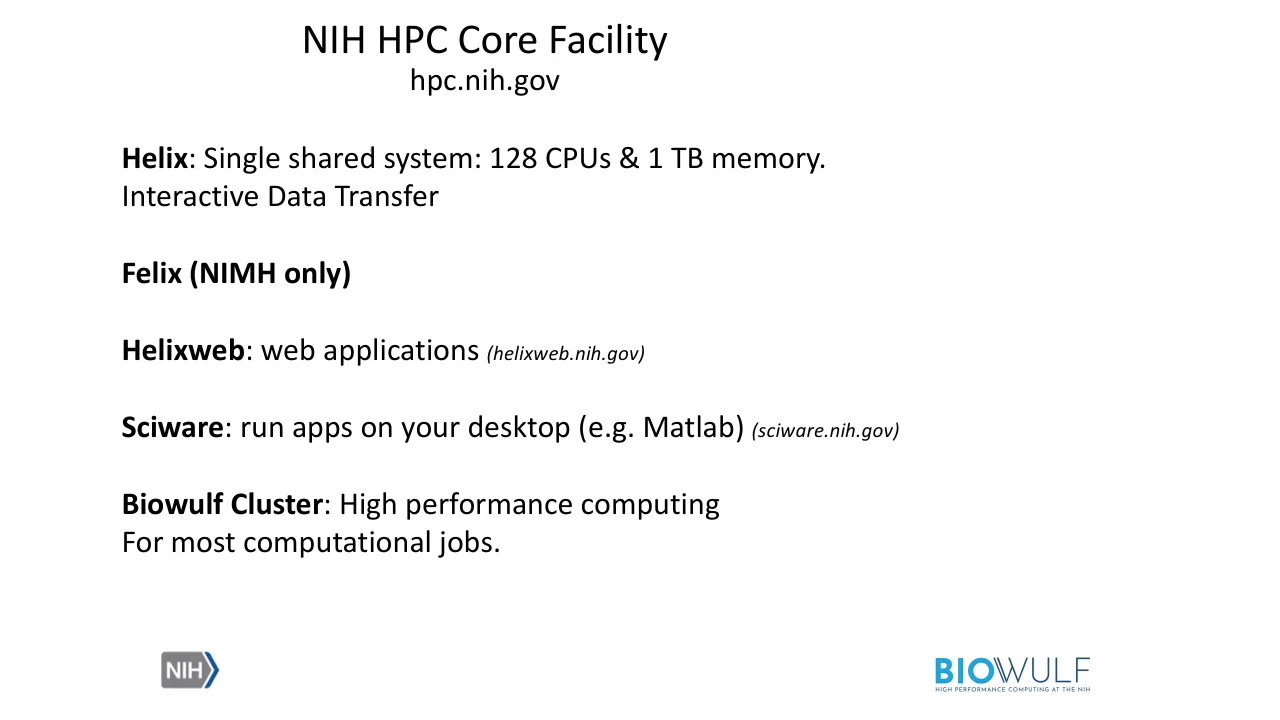 NIH HPC Core Facility
hpc.nih.gov
Helix: Single shared system: 128 CPUs & 1 TB memory.
Interactive Data Transfer
Felix (NIMH only)
Helixweb: web applications (helixweb.nih.gov)
Sciware: run apps on your desktop (e.g. Matlab) (sciware.nih.gov)
Biowulf Cluster: High performance computing
For most computational jobs.
NIH
BIOWULF
HIGH PERFORMANCE COMPUTING AT THE NIH